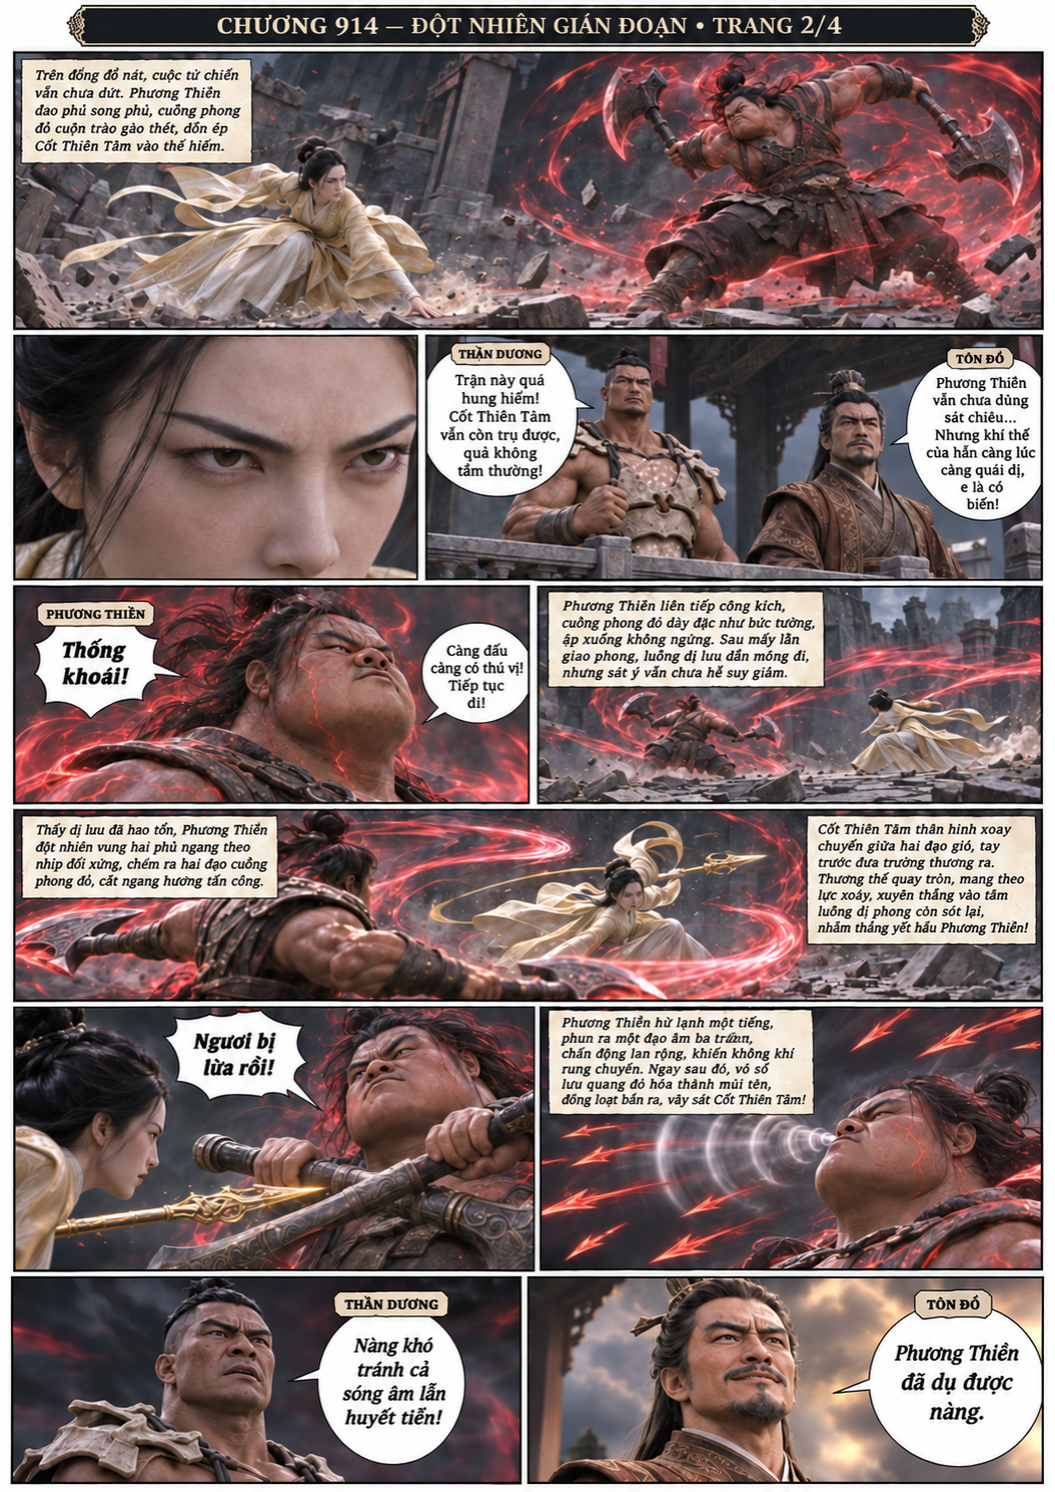 CHƯƠNG 914 — ĐỘT NHIÊN GIÁN ĐOẠN • TRANG 2/4
Trên đống đổ nát, cuộc tử chiến
vẫn chưa dứt. Phương Thiền
đao phủ song phủ, cuồng phong
đỏ cuộn trào gào thét, dồn ép
Cốt Thiên Tâm vào thế hiểm.
THẦN DƯƠNG
Trận này quá
hung hiểm!
Cốt Thiên Tâm
vẫn còn trụ được,
quả không
tầm thường!
TÔN ĐỒ
Phương Thiền
vẫn chưa dùng
sát chiêu...
Nhưng khí thế
của hắn càng lúc
càng quái dị,
e là có
biến!
PHƯƠNG THIỀN
Thống
khoái!
Càng đấu
càng có thú vị!
Tiếp tục
đi!
Phương Thiền liên tiếp công kích,
cuồng phong đỏ dày đặc như bức tường,
ập xuống không ngừng. Sau mấy lần
giao phong, luồng dị lưu dần mỏng đi,
nhưng sát ý vẫn chưa hề suy giảm.
Thấy dị lưu đã hao tổn, Phương Thiền
đột nhiên vung hai phủ ngang theo
nhịp đối xứng, chém ra hai đạo cuồng
phong đỏ, cắt ngang hướng tấn công.
Cốt Thiên Tâm thân hình xoay
chuyển giữa hai đạo gió, tay
trước đưa trường thương ra.
Thương thế quay tròn, mang theo
lực xoáy, xuyên thẳng vào tâm
luồng dị phong còn sót lại,
nhắm thẳng yết hầu Phương Thiền!
Ngươi bị
lừa rồi!
Phương Thiền hừ lạnh một tiếng,
phun ra một đạo âm ba
chấn động lan rộng, khiến không khí
rung chuyển. Ngay sau đó, vô số
lưu quang đỏ hóa thành mũi tên,
đồng loạt bắn ra, vây sát Cốt Thiên Tâm!
THẦN DƯƠNG
Nàng khó
tránh cả
sóng âm lẫn
huyết tiễn!
TÔN ĐỒ
Phương Thiền
đã dụ được
nàng.